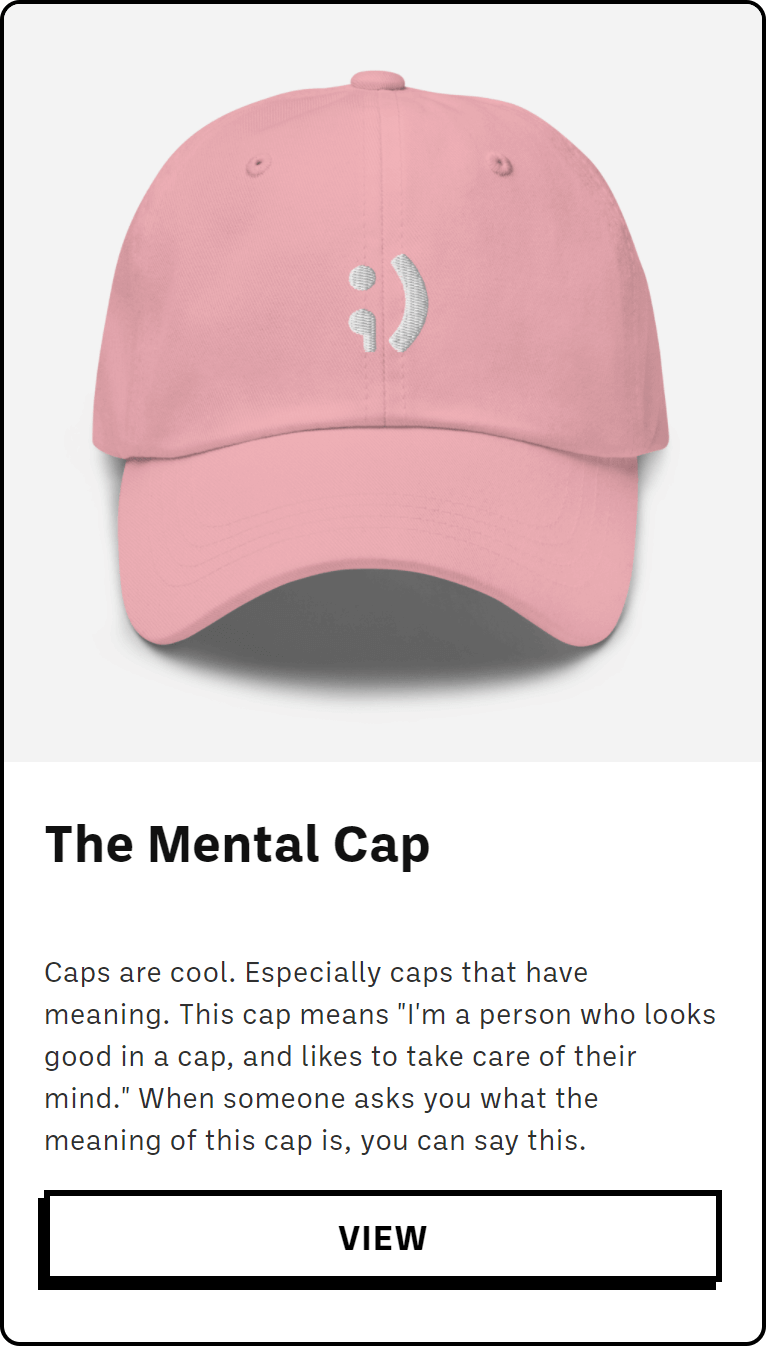 ;)
The Mental Cap
Caps are cool. Especially caps that have
meaning. This cap means "I'm a person who looks
good in a cap, and likes to take care of their
mind." When someone asks you what the
meaning of this cap is, you can say this.
VIEW